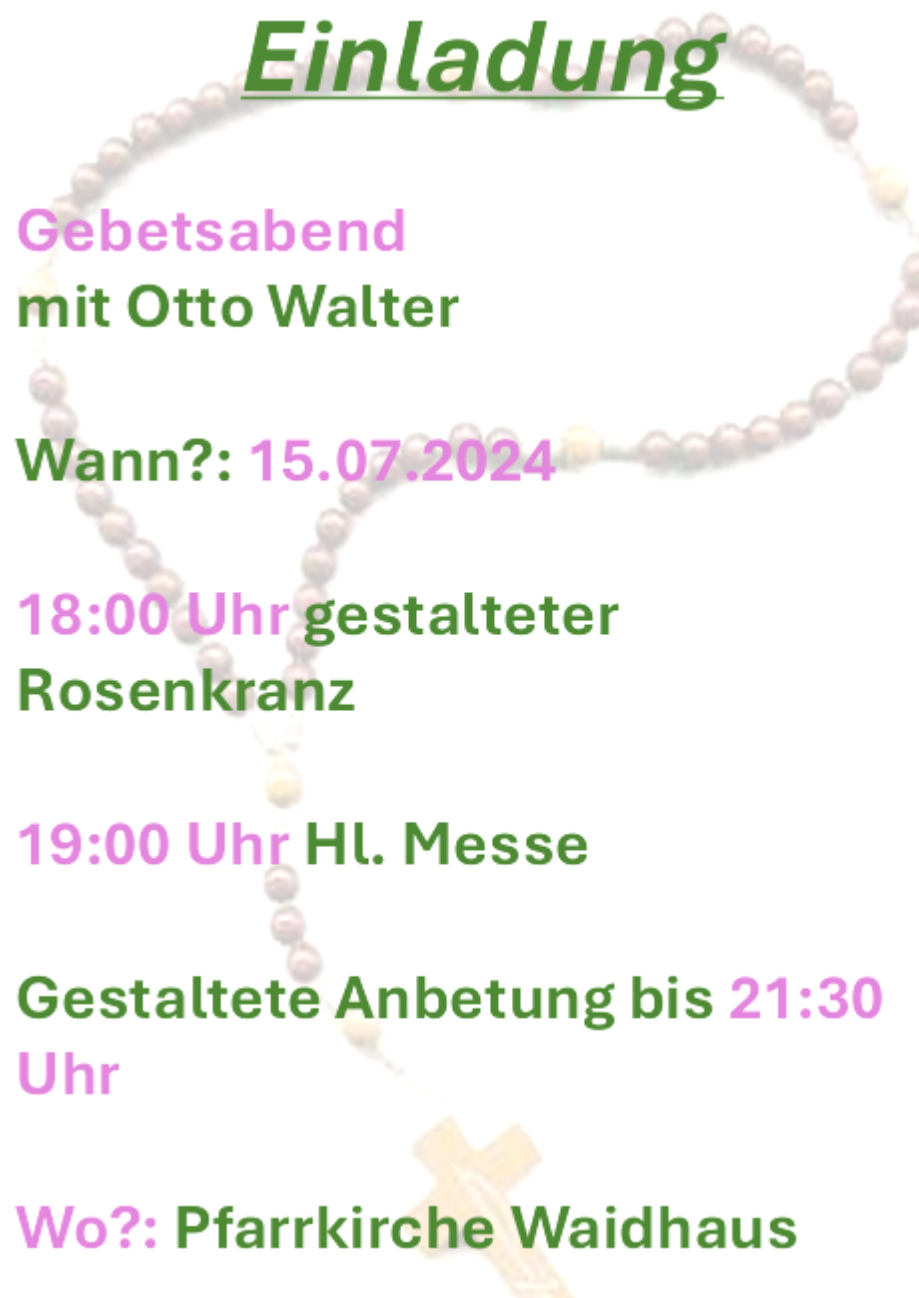 Einladung
Gebetsabend
mit Otto Walter
Wann?: 15.07.2024
18:00 Uhr gestalteter
Rosenkranz
19:00 Uhr Hl. Messe
Gestaltete Anbetung bis 21:30
Uhr
Wo?: Pfarrkirche Waidhaus